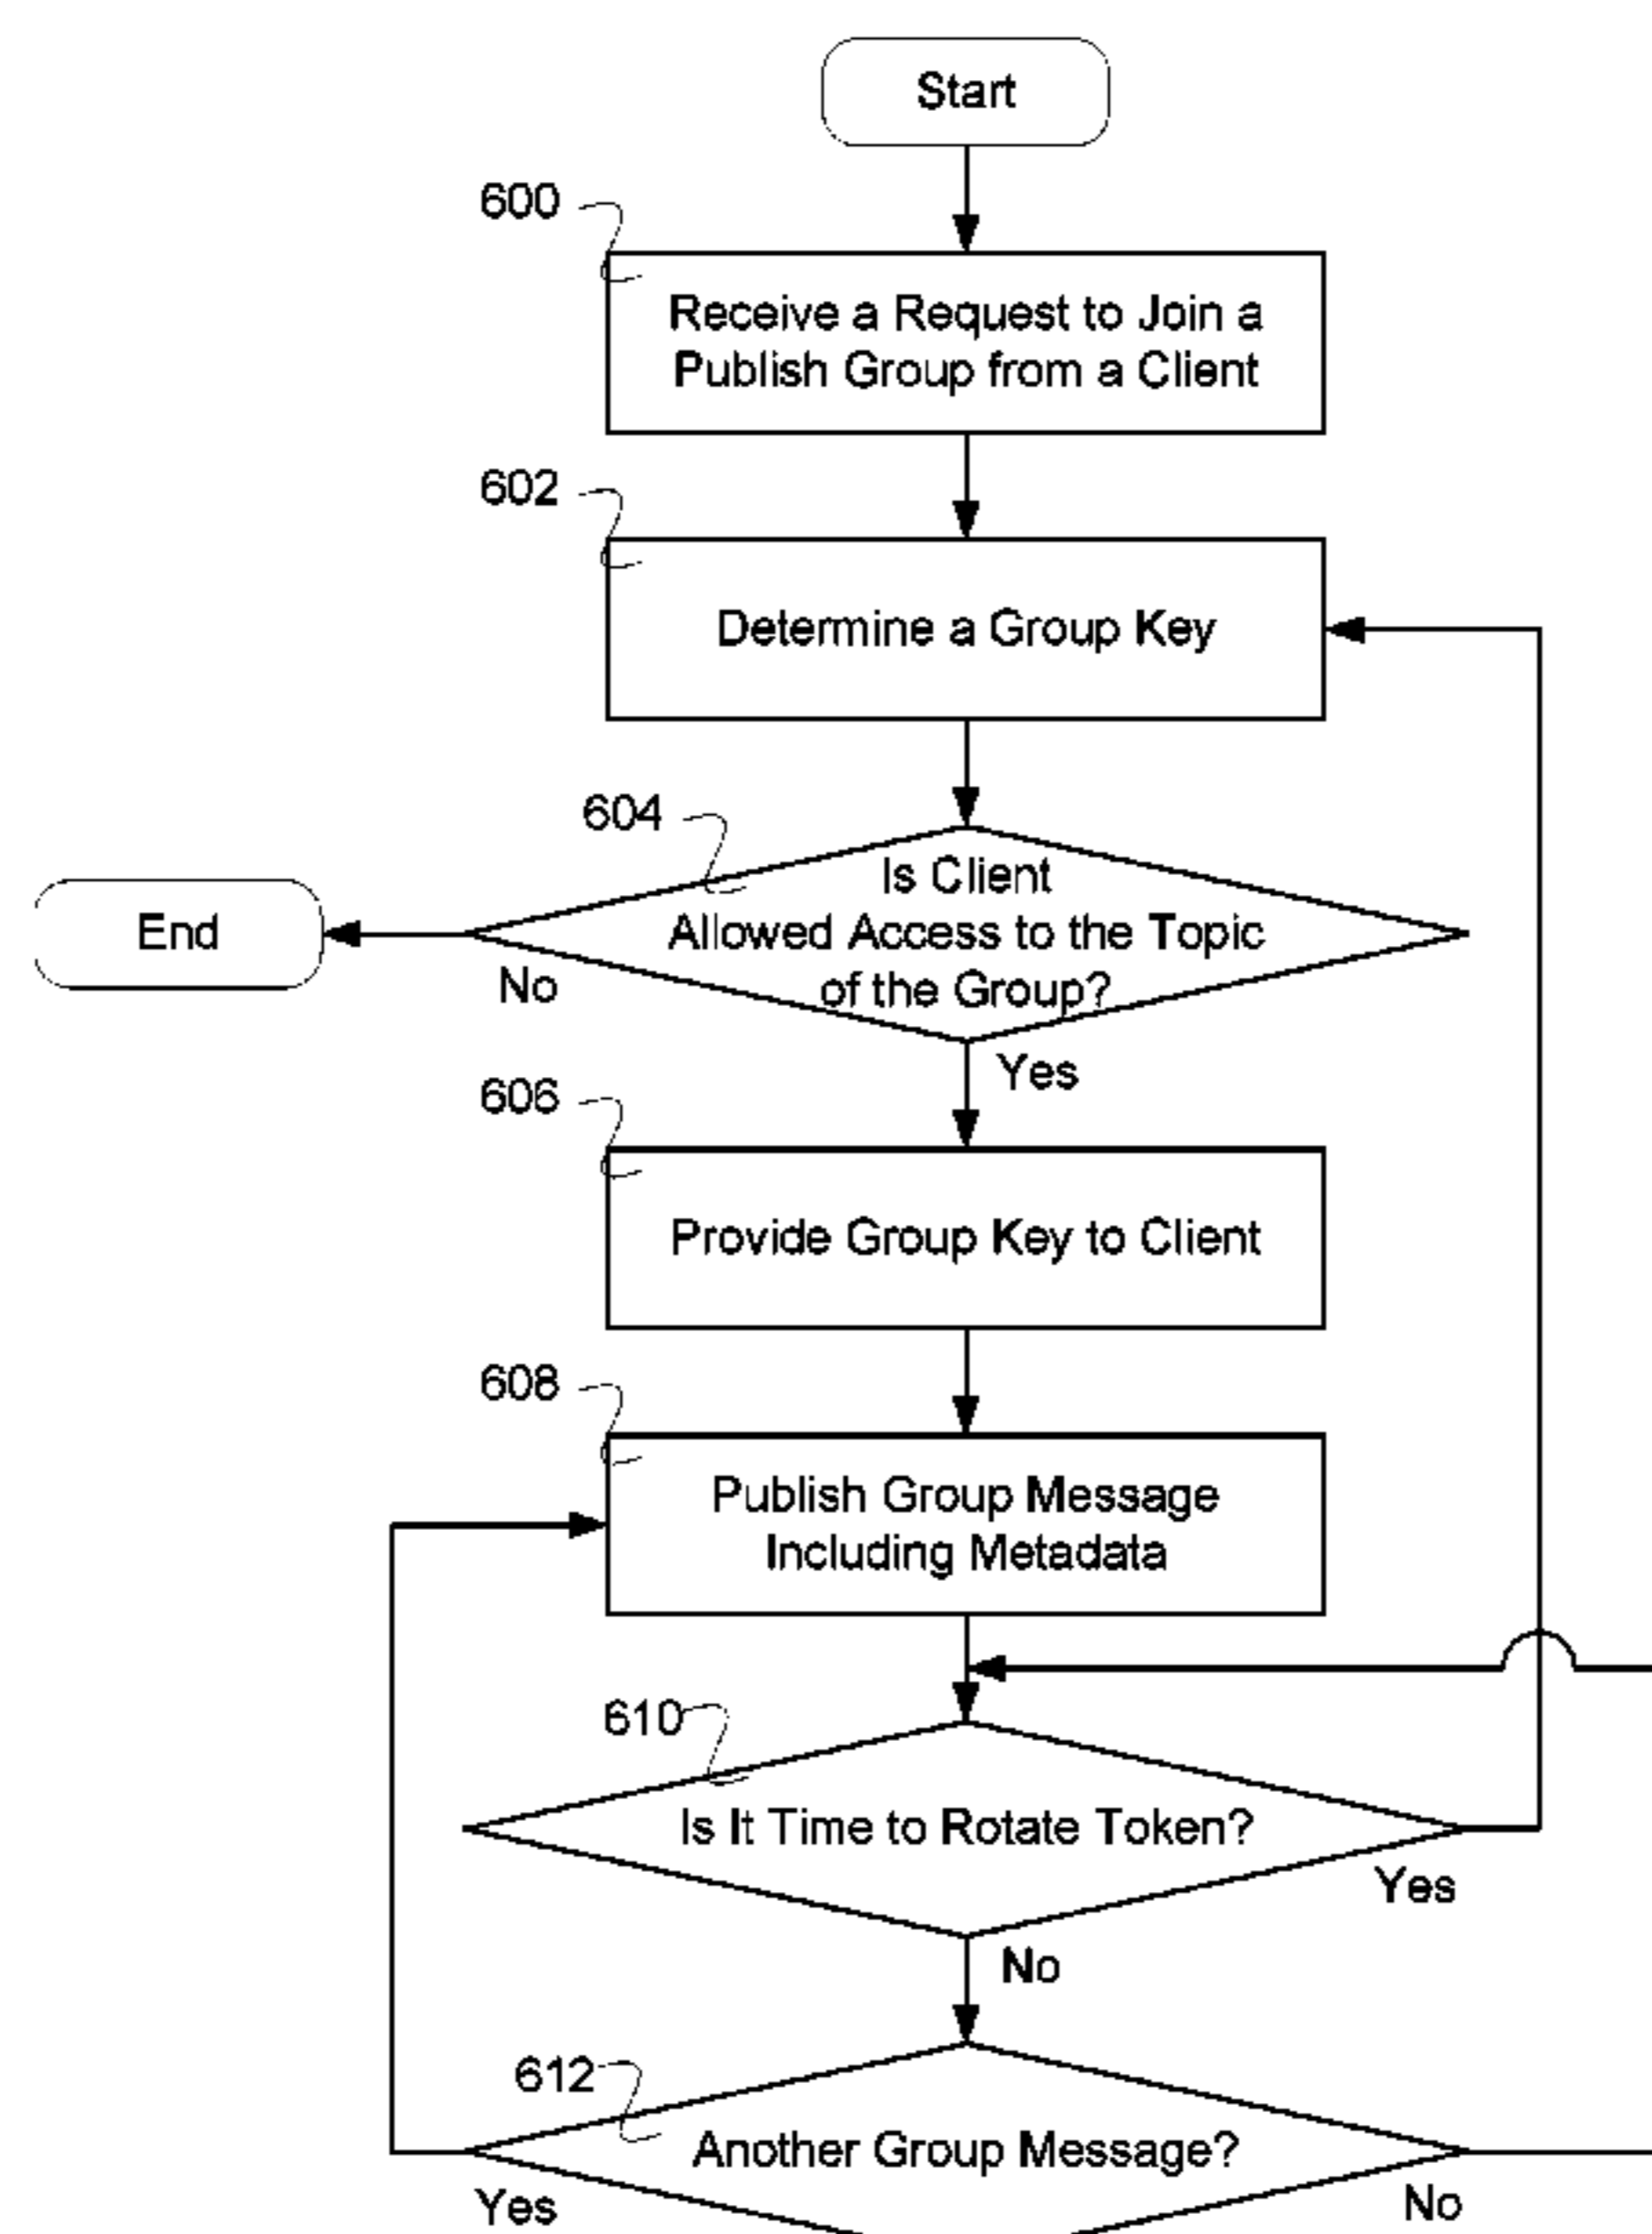 Start
600
Receive a Request to Join a
Publish Group from a Client
602
Determine a Group Key
604
Is Client
Allowed Access to the Topic
of the Group?
End
No
Yes
606
Provide Group Key to Client
608
Publish Group Message
Including Metadata
610
Is It Time to Rotate Token?
Yes
No
612
Another Group Message?
Yes
No